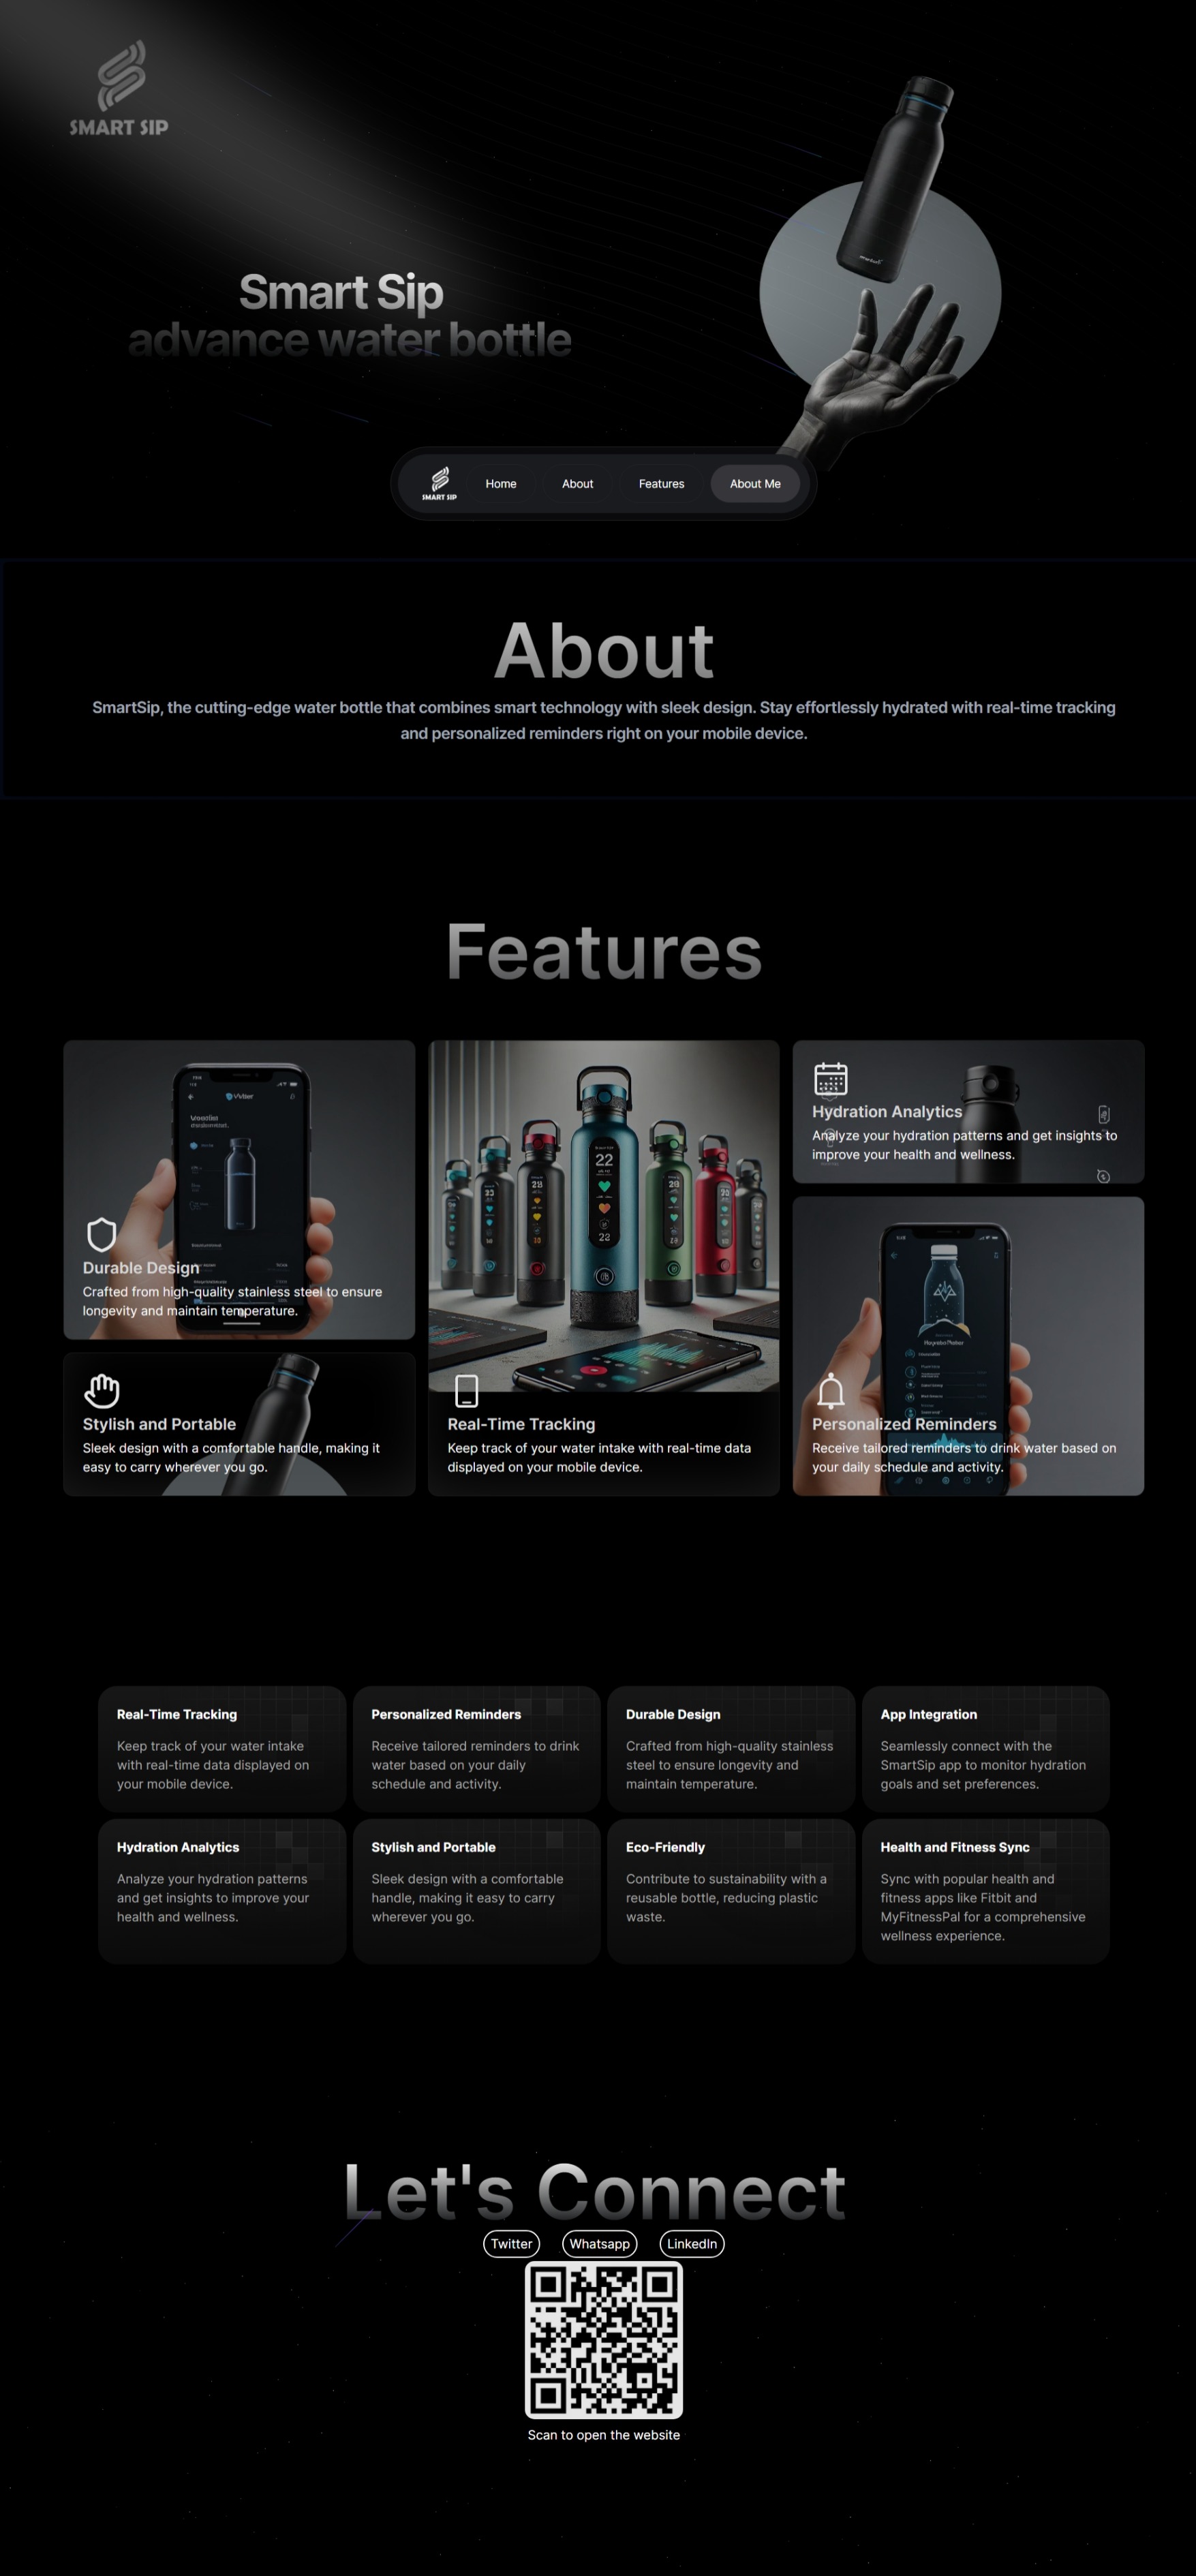 SMART SIP
Smart Sip
advance water bottle
SMART SIP
Home
About
Features
About Me
About
SmartSip, the cutting-edge water bottle that combines smart technology with sleek design. Stay effortlessly hydrated with real-time tracking
and personalized reminders right on your mobile device.
Features
Durable Design
Crafted from high-quality stainless steel to ensure
longevity and maintain temperature.
Stylish and Portable
Sleek design with a comfortable handle, making it
easy to carry wherever you go.
22
22
Real-Time Tracking
Keep track of your water intake with real-time data
displayed on your mobile device.
Hydration Analytics
Analyze your hydration patterns and get insights to
improve your health and wellness.
Personalized Reminders
Receive tailored reminders to drink water based on
your daily schedule and activity.
Real-Time Tracking
Keep track of your water intake
with real-time data displayed on
your mobile device.
Personalized Reminders
Receive tailored reminders to drink
water based on your daily
schedule and activity.
Durable Design
Crafted from high-quality stainless
steel to ensure longevity and
maintain temperature.
App Integration
Seamlessly connect with the
SmartSip app to monitor hydration
goals and set preferences.
Hydration Analytics
Analyze your hydration patterns
and get insights to improve your
health and wellness.
Stylish and Portable
Sleek design with a comfortable
handle, making it easy to carry
wherever you go.
Eco-Friendly
Contribute to sustainability with a
reusable bottle, reducing plastic
waste.
Health and Fitness Sync
Sync with popular health and
fitness apps like Fitbit and
MyFitnessPal for a comprehensive
wellness experience.
Let's Connect
Twitter
Whatsapp
LinkedIn
Scan to open the website